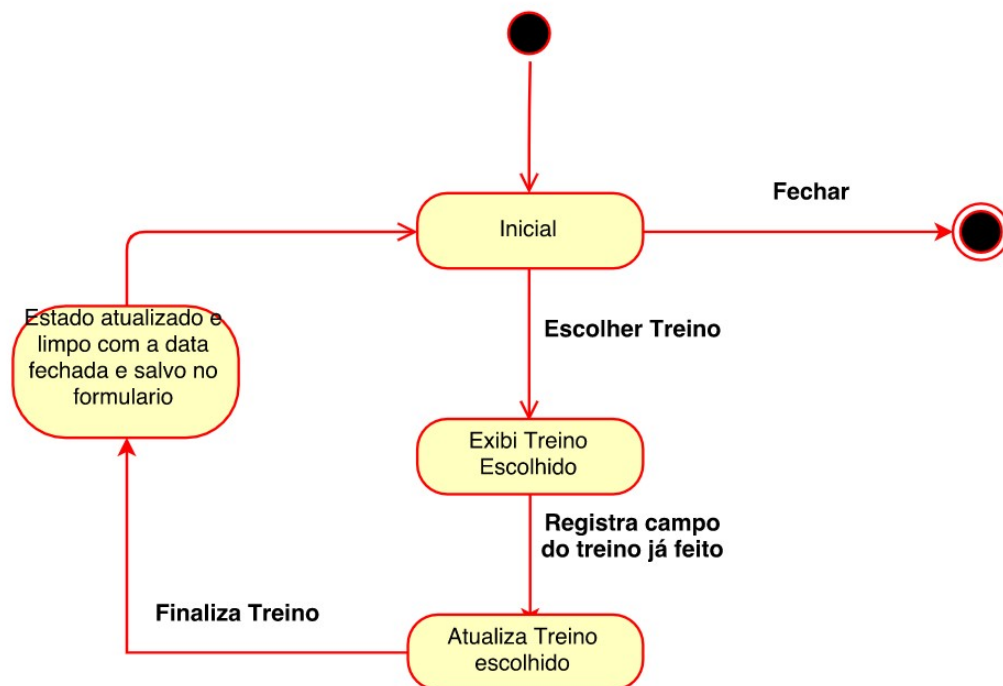 Inicial
Fechar
Escolher Treino
Estado atualizado e
limpo com a data
fechada e salvo no
formulario
Exibi Treino
Escolhido
Registra campo
do treino já feito
Finaliza Treino
Atualiza Treino
escolhido